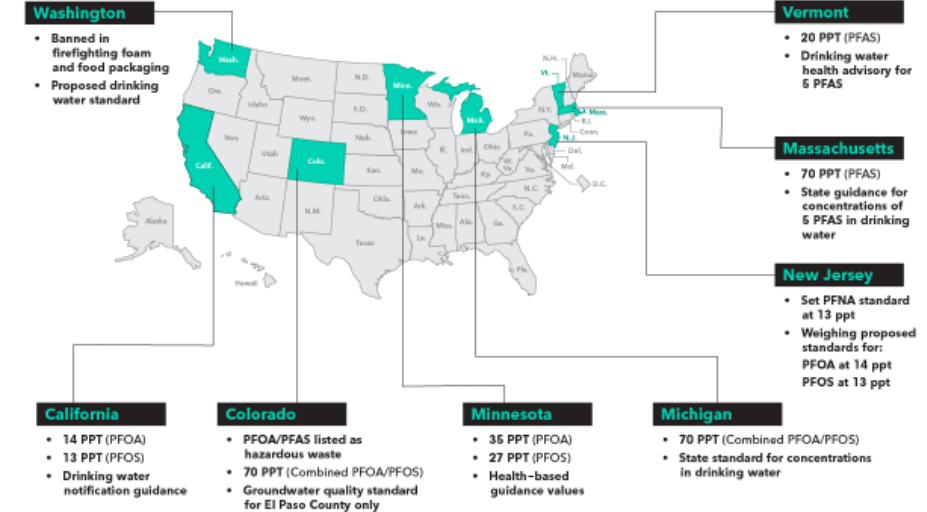 Washington
• Banned in
firefighting foam
and food packaging
• Proposed drinking
water standard
Vermont
• 20 PPT (PFAS)
• Drinking water
health advisory for
5 PFAS
Massachusetts
• 70 PPT (PFAS)
• State guidance for
concentrations of
5 PFAS in drinking
water
New Jersey
• Set PFNA standard
at 13 ppt
• Weighing proposed
standards for:
PFOA at 14 ppt
PFOS at 13 ppt
California
• 14 PPT (PFOA)
• 13 PPT (PFOS)
• Drinking water
notification guidance
Colorado
• PFOA/PFAS listed as
hazardous waste
• 70 PPT (Combined PFOA/PFOS)
• Groundwater quality standard
for El Paso County only
Minnesota
• 35 PPT (PFOA)
• 27 PPT (PFOS)
• Health-based
guidance values
Michigan
• 70 PPT (Combined PFOA/PFOS)
• State standard for concentrations
in drinking water
Wash.
Ore.
Calif.
Nev.
Idaho
Mont.
Wyo.
Utah
Ariz.
Colo.
N.M.
N.D.
S.D.
Neb.
Kan.
Okla.
Texas
Minn.
Iowa
Mo.
Ark.
La.
Wis.
Ill.
Ind.
Mich.
Ohio
Ky.
Tenn.
Miss.
Ala.
Ga.
Fla.
S.C.
N.C.
Va.
W.
Va.
Pa.
N.Y.
Vt.
N.H.
Maine
Mass.
R.I.
Conn.
N.J.
Del.
Md.
D.C.
Alaska
Hawaii